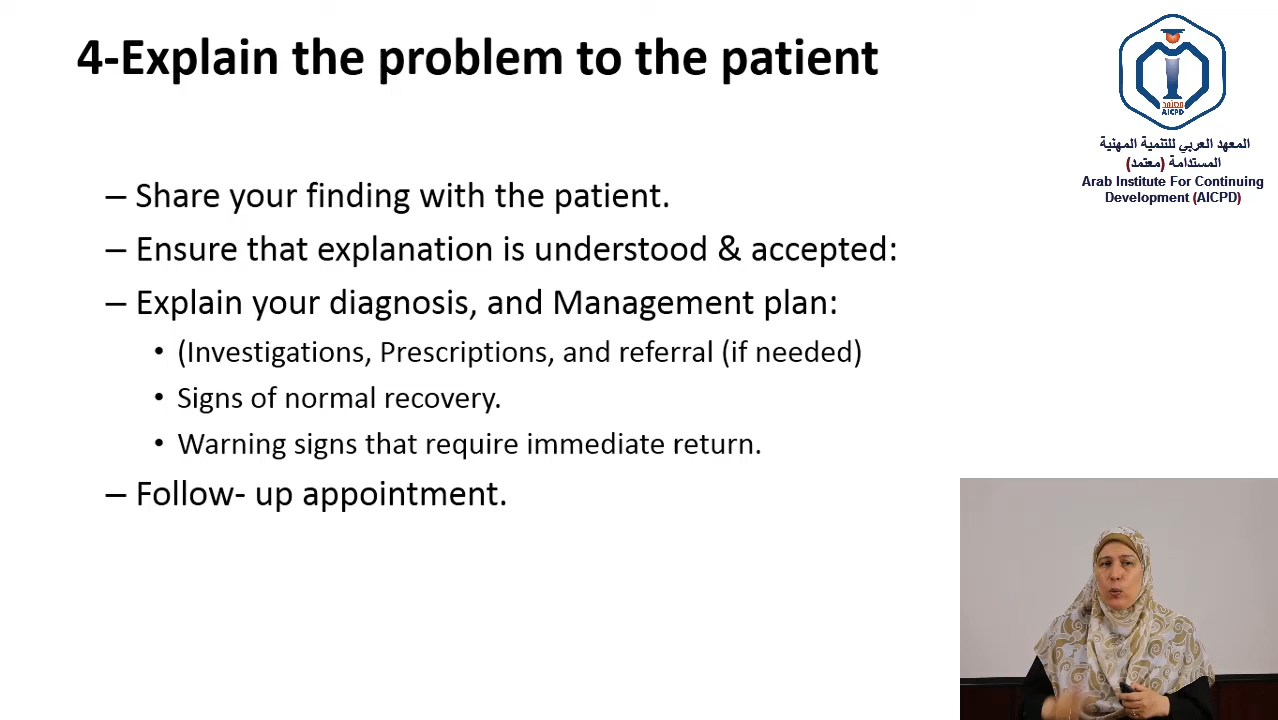 4-Explain the problem to the patient
– Share your finding with the patient.
– Ensure that explanation is understood & accepted:
– Explain your diagnosis, and Management plan:
• (Investigations, Prescriptions, and referral (if needed)
• Signs of normal recovery.
• Warning signs that require immediate return.
– Follow- up appointment.
معتمد
AICPD
المعهد العربي للتنمية المهنية
المستدامة (معتمد)
Arab Institute For Continuing
Development (AICPD)